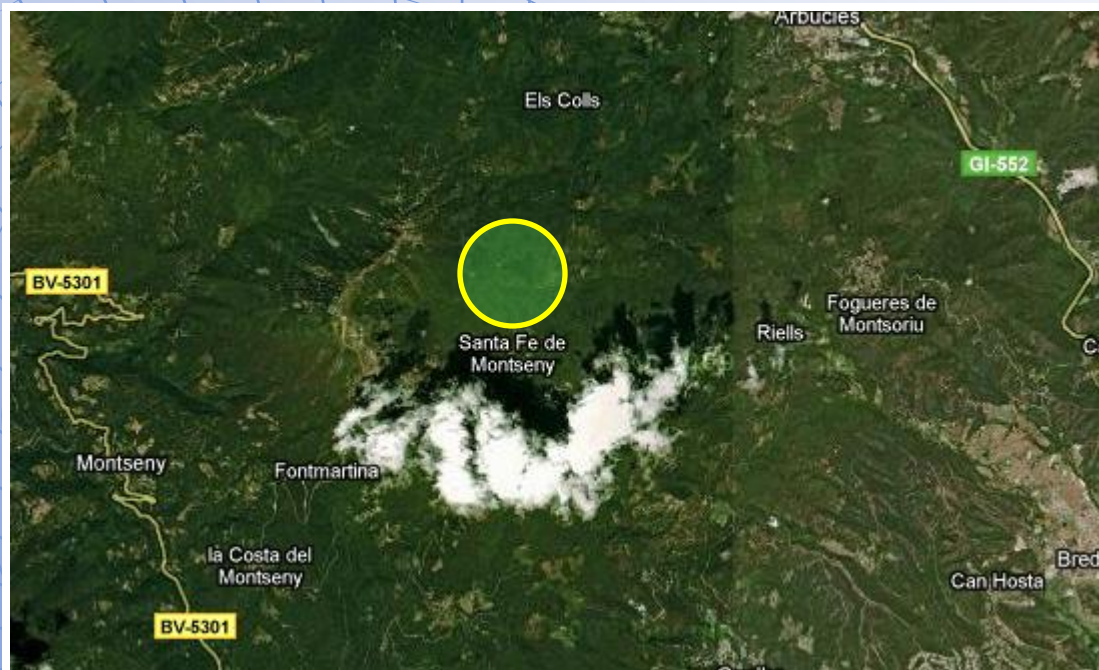 Arbúcies
Els Colls
GI-552
BV-5301
Fogueres de
Montsoriu
Riells
Santa Fe de
Montseny
Montseny
Fontmartina
la Costa del
Montseny
Can Hosta
BV-5301